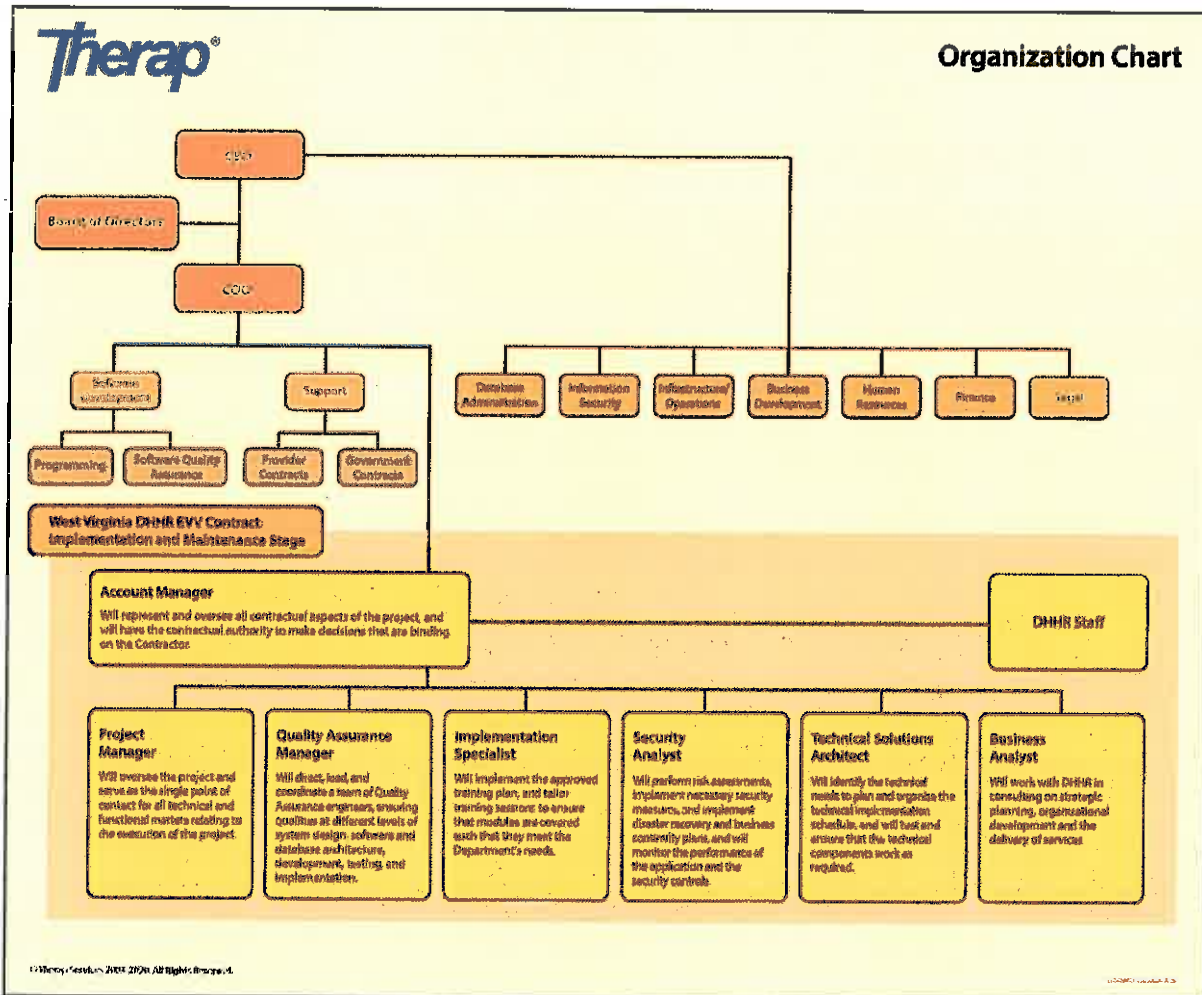 Therap®
Organization Chart
CEO
Board of Directors
COO
Software
Development
Support
Database
Administration
Information
Security
Infrastructure/
Operations
Business
Development
Human
Resources
Finance
Legal
Programming
Software Quality
Assurance
Provider
Contracts
Government
Contracts
West Virginia DHHR EVV Contract
Implementation and Maintenance Stage
Account Manager
Will represent and oversee all contractual aspects of the project, and
will have the contractual authority to make decisions that are binding
on the Contractor.
DHHR Staff
Project
Manager
Will oversee the project and
serve as the single point of
contact for all technical and
functional matters relating to
the execution of the project.
Quality Assurance
Manager
Will direct, lead, and
coordinate a team of Quality
Assurance engineers, ensuring
qualities at different levels of
system design, software and
database architecture,
development, testing, and
implementation.
Implementation
Specialist
Will implement the approved
training plan, and tailor
training sessions to ensure
that modules are covered
such that they meet the
Department's needs.
Security
Analyst
Will perform risk assessments,
implement necessary security
measures, and implement
disaster recovery and business
continuity plans, and will
monitor the performance of
the application and the
security controls.
Technical Solutions
Architect
Will identify the technical
needs to plan and organize the
technical implementation
schedule, and will test and
ensure that the technical
components work as
required.
Business
Analyst
Will work with DHHR in
consulting on strategic
planning, organizational
development and the
delivery of services
© Therap Services 2003-2020. All Rights Reserved.